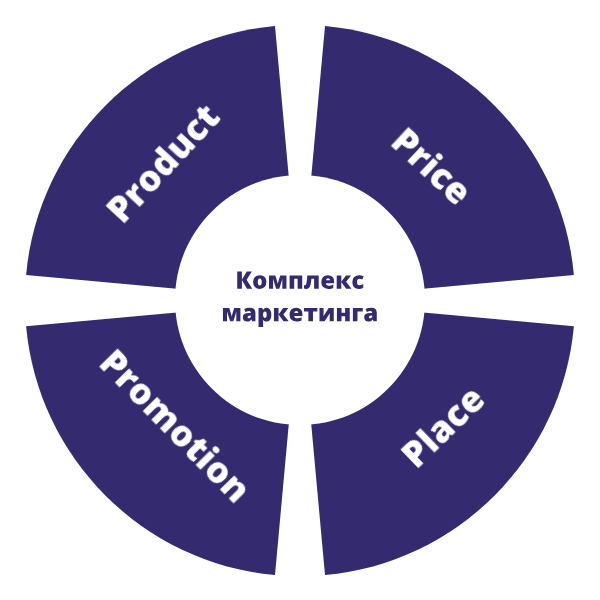 Product
Price
Комплекс
маркетинга
Promotion
Place